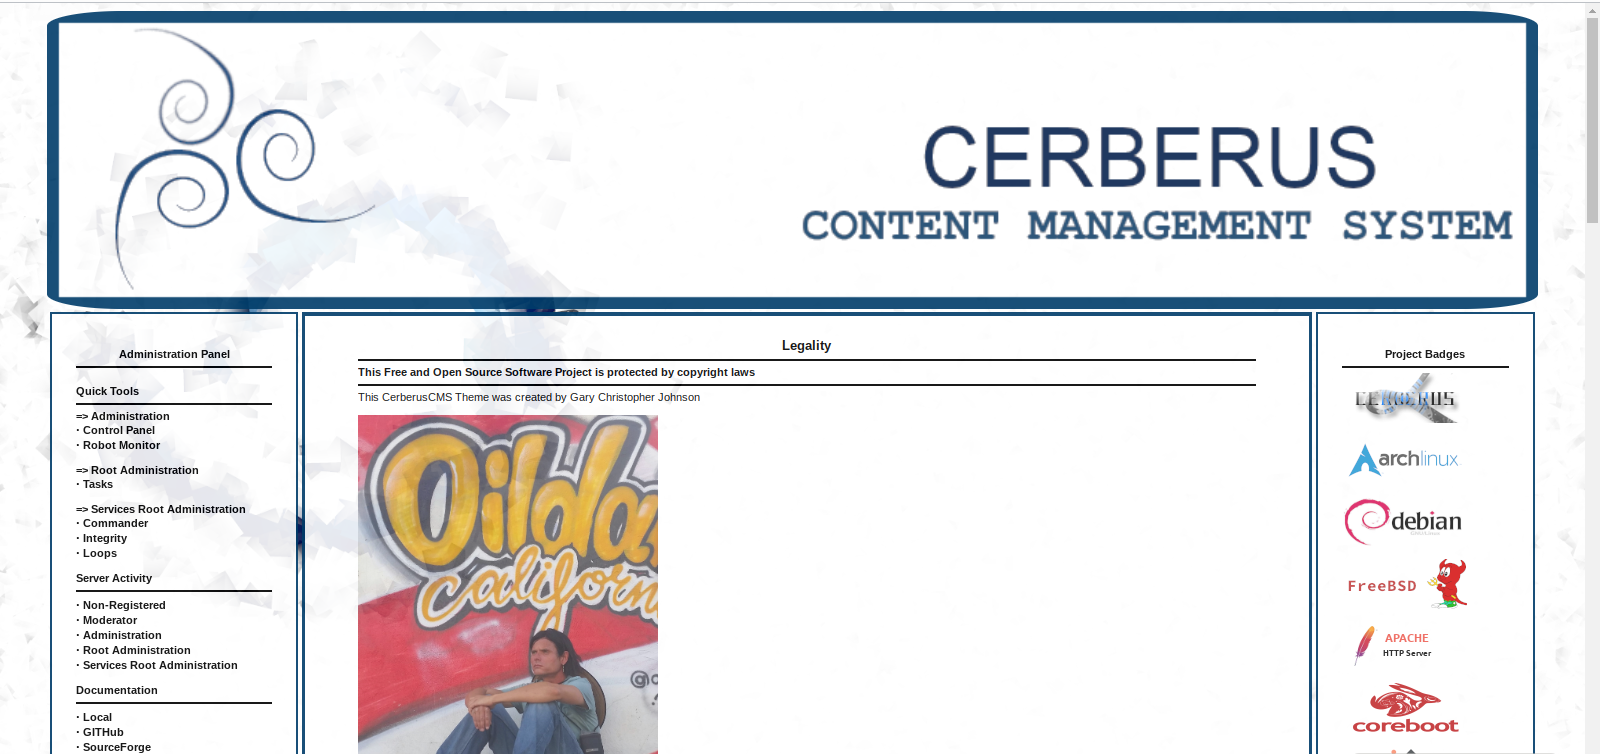 CERBERUS
CONTENT MANAGEMENT SYSTEM
Administration Panel
Quick Tools
=> Administration
· Control Panel
· Robot Monitor
=> Root Administration
· Tasks
=> Services Root Administration
· Commander
· Integrity
· Loops
Server Activity
· Non-Registered
· Moderator
· Administration
· Root Administration
· Services Root Administration
Documentation
· Local
· GITHub
· SourceForge
Legality
This Free and Open Source Software Project is protected by copyright laws
This CerberusCMS Theme was created by Gary Christopher Johnson
Oilda
californ
Project Badges
CERBERUS
archlinux
debian
FreeBSD
APACHE
HTTP Server
coreboot